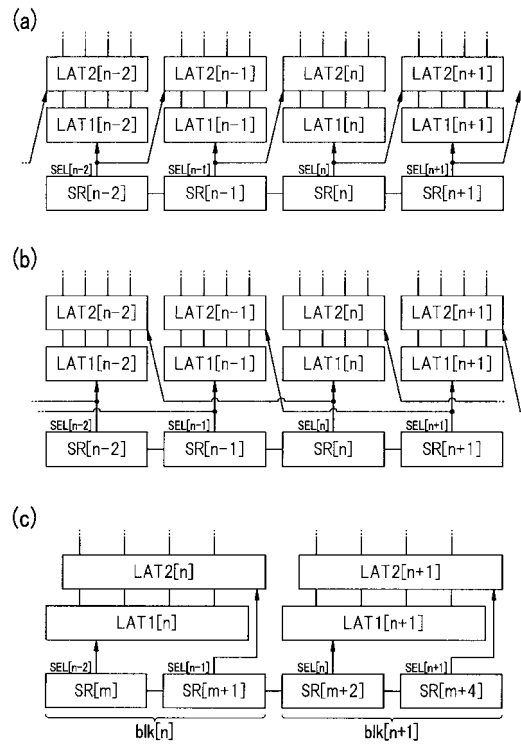 (a)
LAT2[n-2] LAT2[n-1] LAT2[n] LAT2[n+1]
LAT1[n-2] LAT1[n-1] LAT1[n] LAT1[n+1]
SEL[n-2] SEL[n-1] SEL[n] SEL[n+1]
SR[n-2] SR[n-1] SR[n] SR[n+1]
(b)
LAT2[n-2] LAT2[n-1] LAT2[n] LAT2[n+1]
LAT1[n-2] LAT1[n-1] LAT1[n] LAT1[n+1]
SEL[n-2] SEL[n-1] SEL[n] SEL[n+1]
SR[n-2] SR[n-1] SR[n] SR[n+1]
(c)
LAT2[n] LAT2[n+1]
LAT1[n] LAT1[n+1]
SEL[n-2] SEL[n-1] SEL[n] SEL[n+1]
SR[m] SR[m+1] SR[m+2] SR[m+4]
blk[n] blk[n+1]